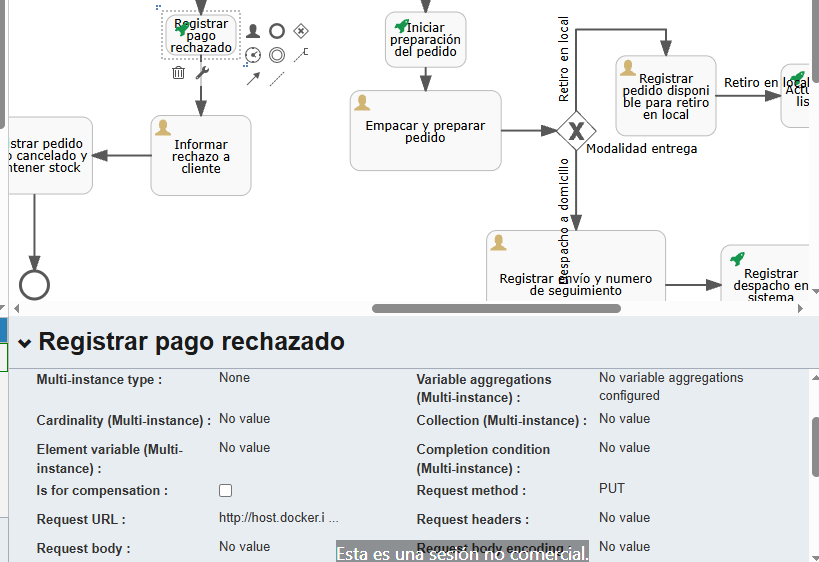 Registrar
pago
rechazado
Iniciar
preparación
del pedido
Retiro en local
Registrar
pedido disponi
ble para retiro
en local
Retiro en local
Empacar y preparar
pedido
Modalidad entrega
strar pedido
o cancelado y
ntener stock
Informar
rechazo a
cliente
Despacho a domicilio
Registrar envío y numero
de seguimiento
Registrar
despacho en
sistema
Registrar pago rechazado
Multi-instance type : None
Variable aggregations (Multi-instance) : No variable aggregations configured
Cardinality (Multi-instance) : No value
Collection (Multi-instance) : No value
Element variable (Multi-instance) : No value
Completion condition (Multi-instance) : No value
Is for compensation :
Request method : PUT
Request URL : http://host.docker.i ...
Request headers : No value
Request body : No value
Request body encoding : No value
Esta es una sesión no comercial.